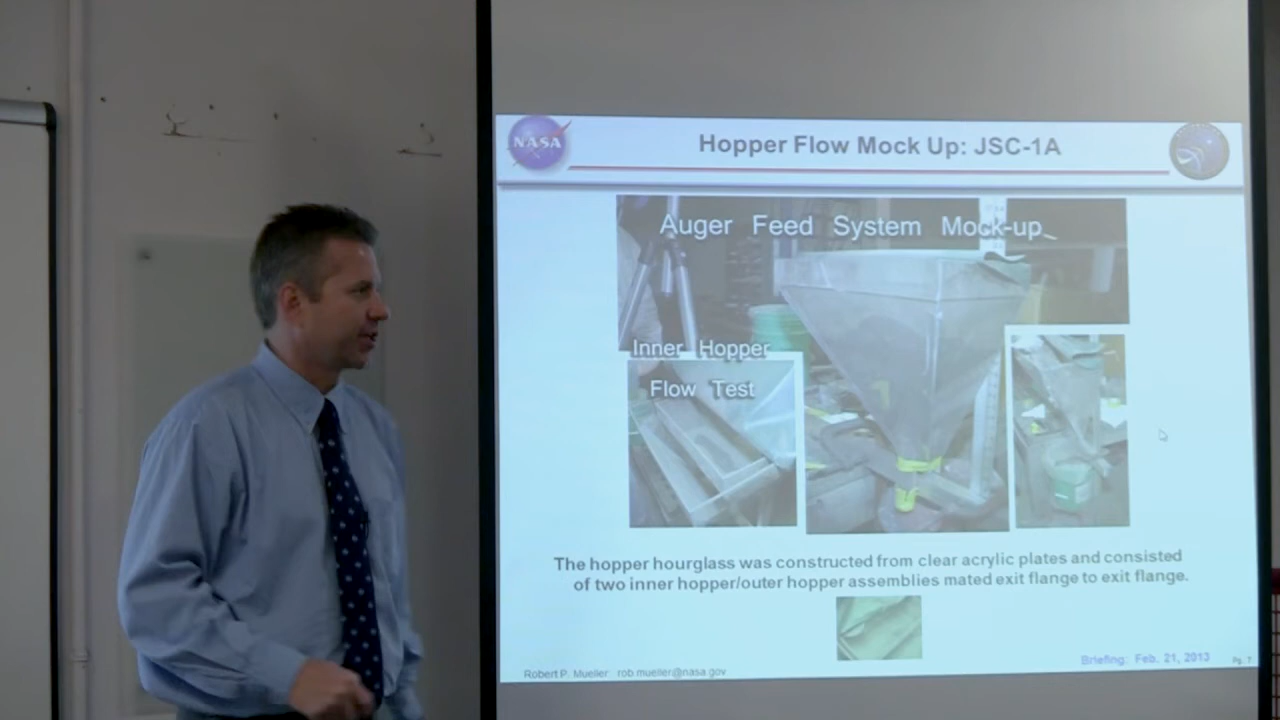 NASA
Hopper Flow Mock Up: JSC-1A
Auger Feed System Mock-up
Inner Hopper
Flow Test
The hopper hourglass was constructed from clear acrylic plates and consisted
of two inner hopper/outer hopper assemblies mated exit flange to exit flange.
Robert P. Mueller rob.mueller@nasa.gov
Briefing: Feb. 21, 2013